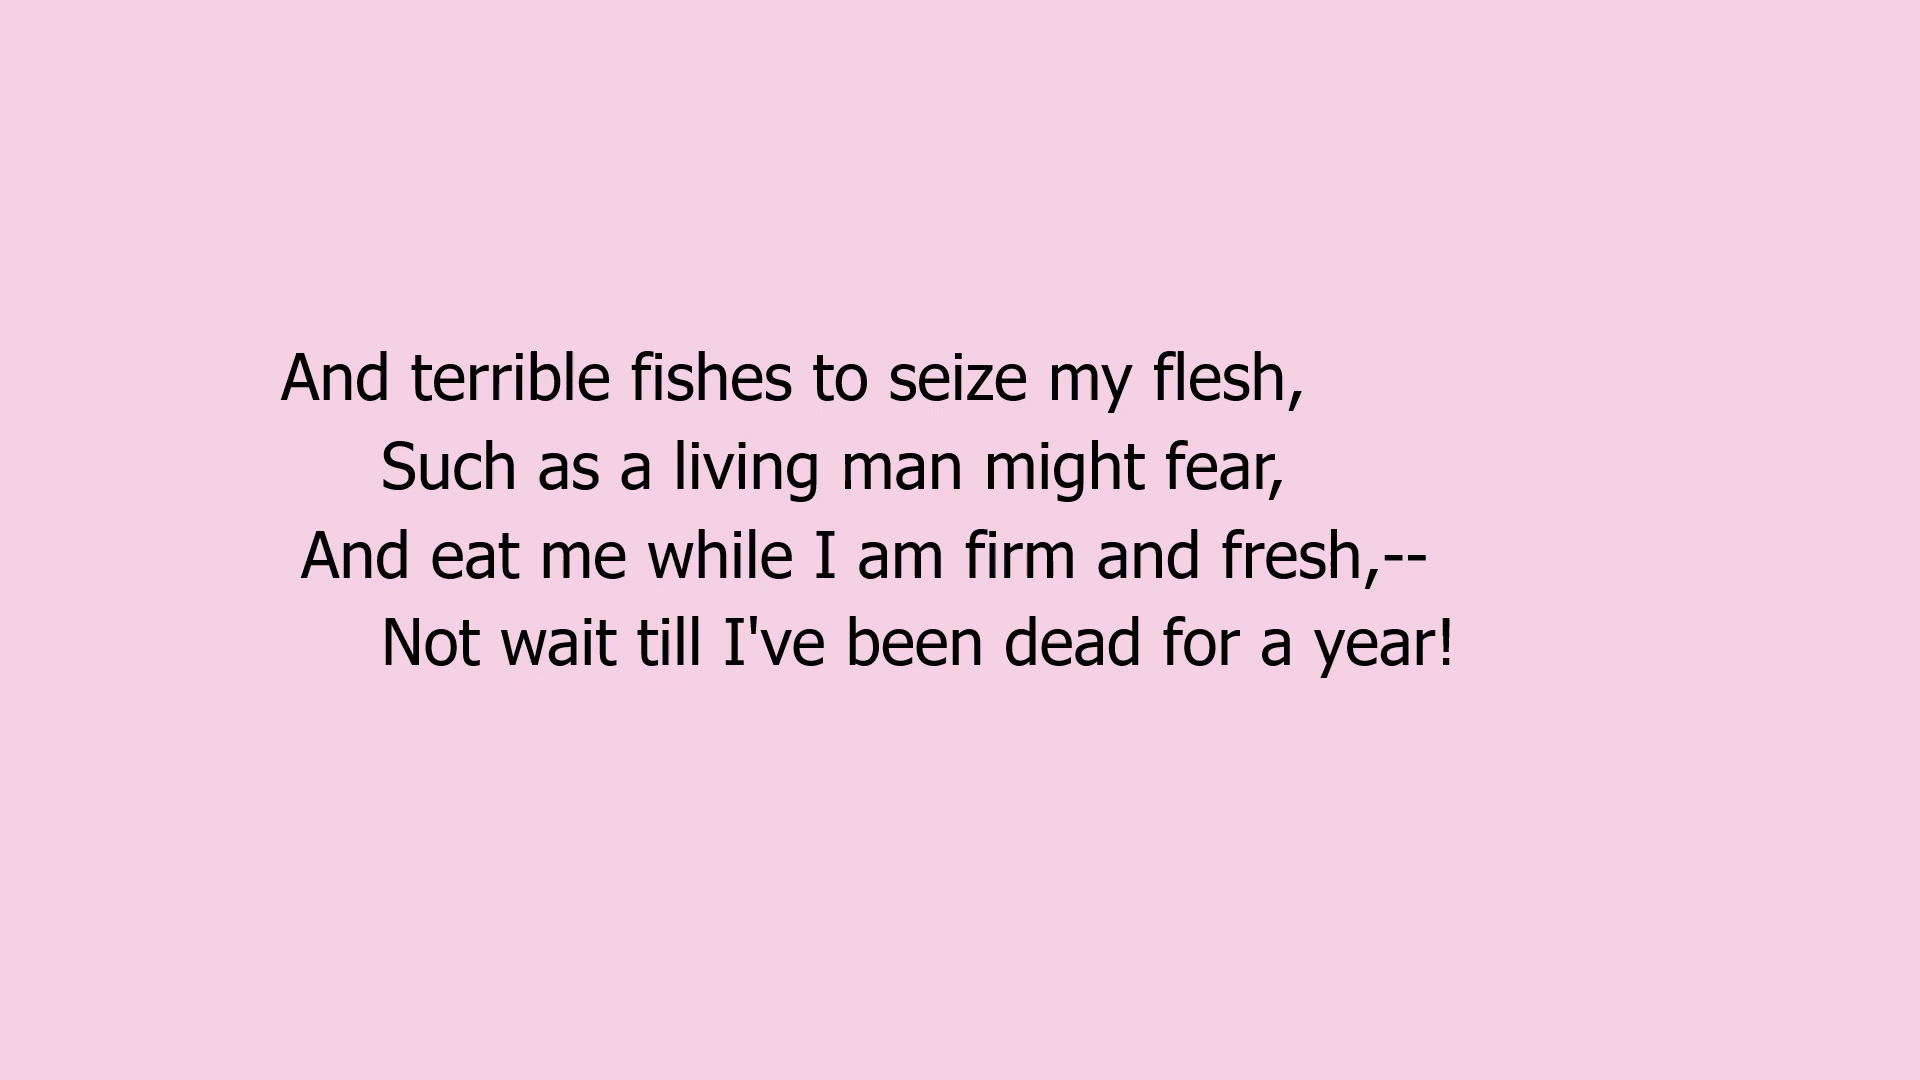 And terrible fishes to seize my flesh,
Such as a living man might fear,
And eat me while I am firm and fresh,--
Not wait till I've been dead for a year!